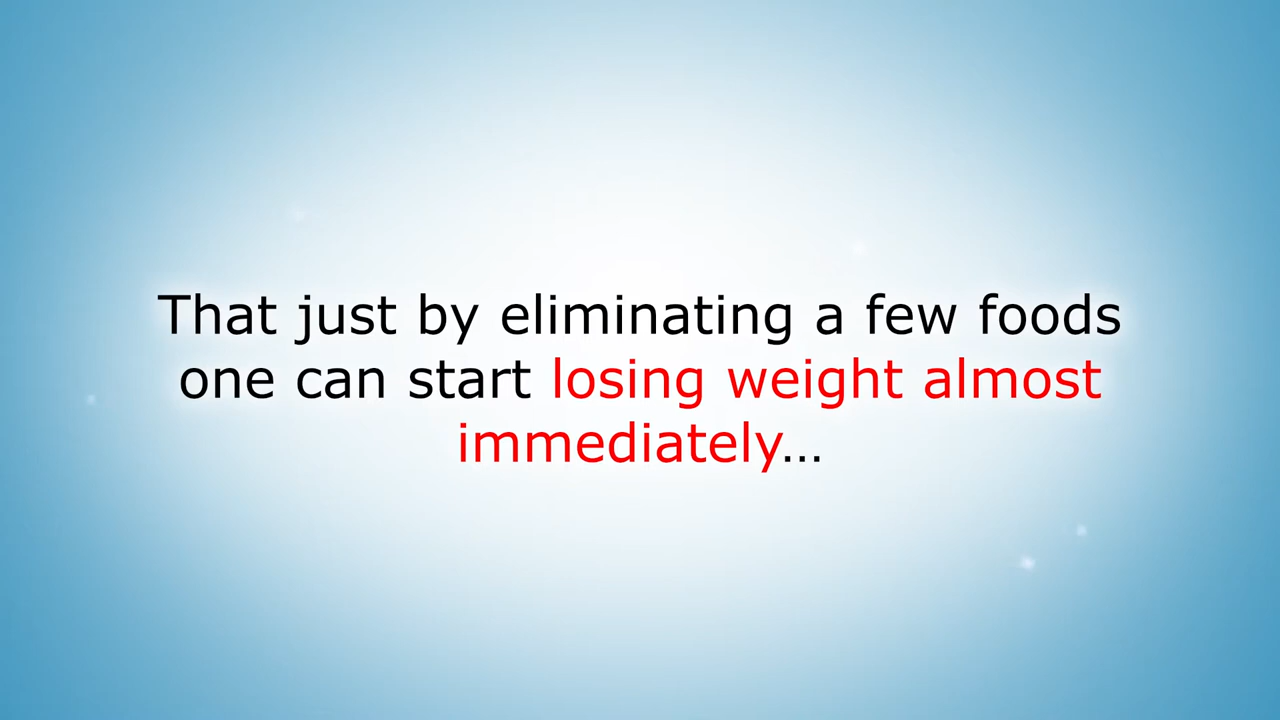 That just by eliminating a few foods
one can start losing weight almost
immediately…